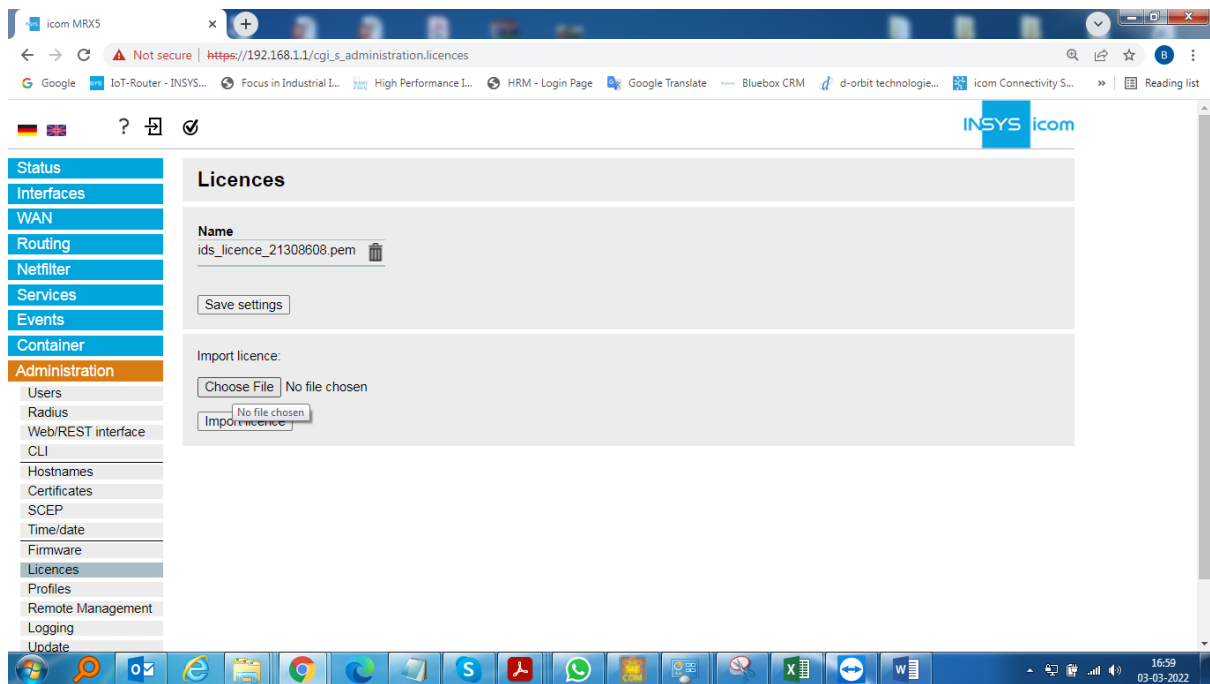 icom MRX5
Not secure | https://192.168.1.1/cgi_s_administration.licences
B
Google IoT-Router - INSYS... Focus in Industrial I... High Performance I... HRM - Login Page Google Translate Bluebox CRM d-orbit technologie... icom Connectivity S... » Reading list
? INSYS icom
Status
Interfaces
WAN
Routing
Netfilter
Services
Events
Container
Administration
Users
Radius
Web/REST interface
CLI
Hostnames
Certificates
SCEP
Time/date
Firmware
Licences
Profiles
Remote Management
Logging
Update
Licences
Name
ids_licence_21308608.pem
Save settings
Import licence:
Choose File No file chosen
No file chosen
Import licence
16:59
03-03-2022